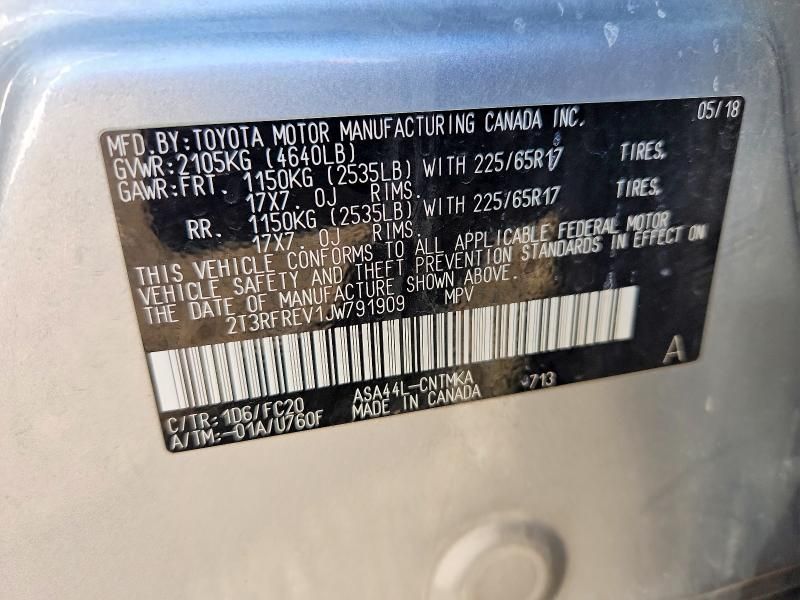 MFD.BY:TOYOTA MOTOR MANUFACTURING CANADA INC. 05/18
GVWR:2105KG (4640LB)
GAWR:FRT. 1150KG (2535LB) WITH 225/65R17 TIRES,
17X7.0J RIMS.
RR. 1150KG (2535LB) WITH 225/65R17 TIRES,
17X7.0J RIMS.
THIS VEHICLE CONFORMS TO ALL APPLICABLE FEDERAL MOTOR
VEHICLE SAFETY AND THEFT PREVENTION STANDARDS IN EFFECT ON
THE DATE OF MANUFACTURE SHOWN ABOVE.
2T3RFREV1JW791909 MPV
A
C/TR:1D6/FC20 ASA44L-CNTMKA 713
A/TM:-01A/U760F MADE IN CANADA